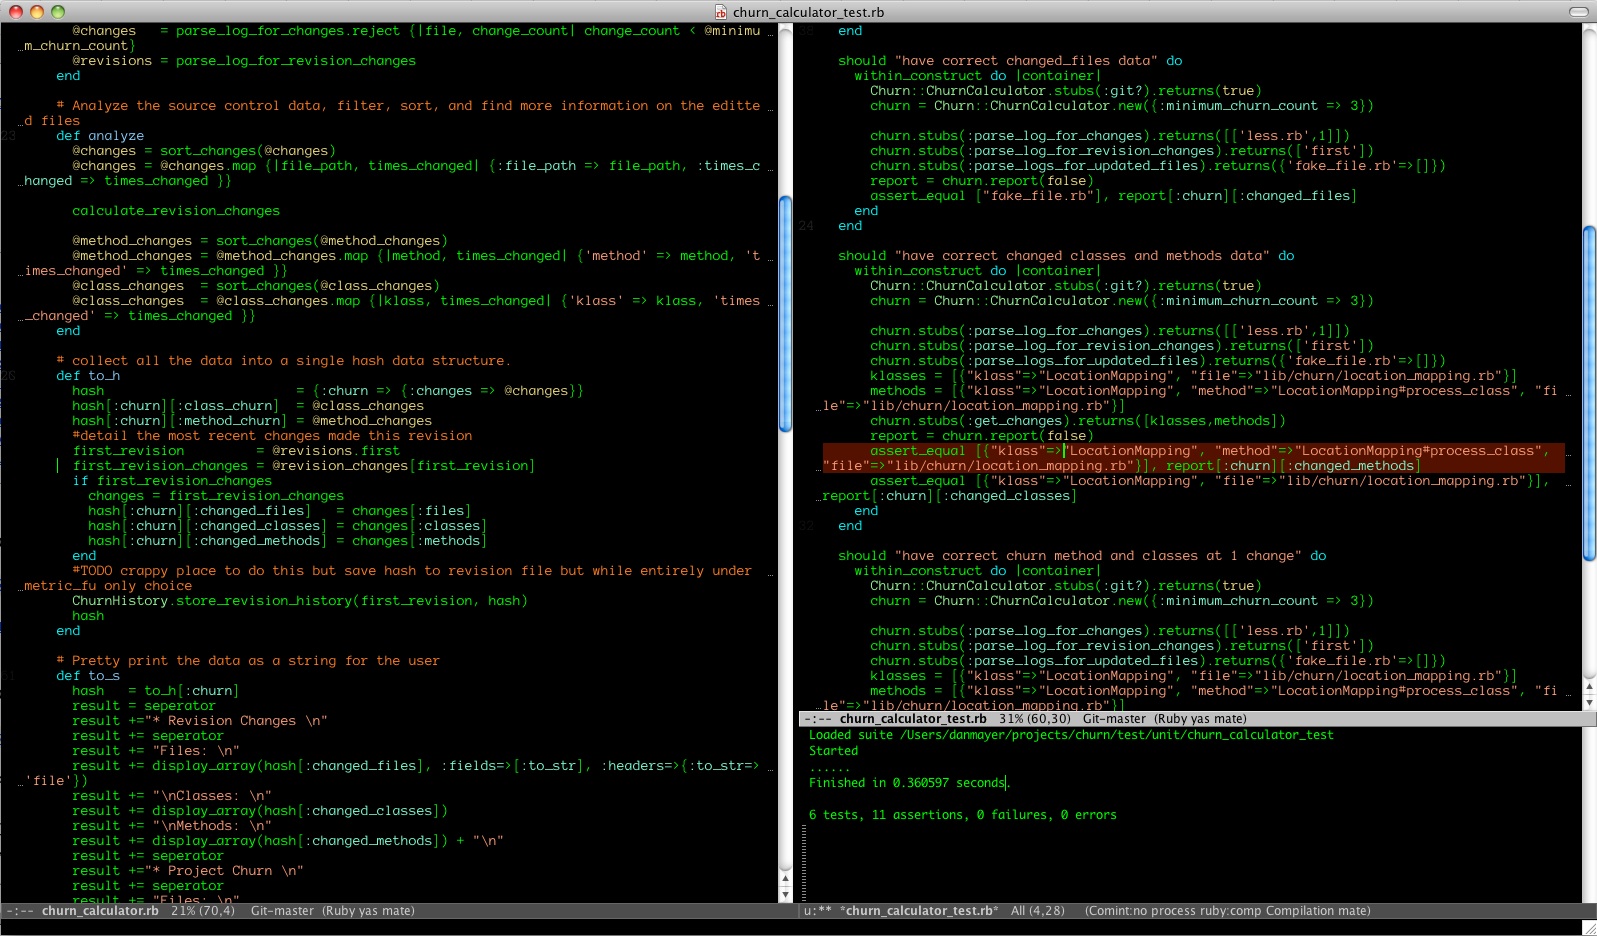 churn_calculator_test.rb
@changes   = parse_log_for_changes.reject {|file, change_count| change_count < @minimu
m_churn_count}
@revisions = parse_log_for_revision_changes
end
# Analyze the source control data, filter, sort, and find more information on the editte
d files
def analyze
@changes = sort_changes(@changes)
@changes = @changes.map {|file_path, times_changed| {:file_path => file_path, :times_c
hanged => times_changed }}
calculate_revision_changes
@method_changes = sort_changes(@method_changes)
@method_changes = @method_changes.map {|method, times_changed| {'method' => method, 't
imes_changed' => times_changed }}
@class_changes  = sort_changes(@class_changes)
@class_changes  = @class_changes.map {|klass, times_changed| {'klass' => klass, 'times
_changed' => times_changed }}
end
# collect all the data into a single hash data structure.
def to_h
hash                        = {:churn => {:changes => @changes}}
hash[:churn][:class_churn]  = @class_changes
hash[:churn][:method_churn] = @method_changes
#detail the most recent changes made this revision
first_revision         = @revisions.first
first_revision_changes = @revision_changes[first_revision]
if first_revision_changes
changes = first_revision_changes
hash[:churn][:changed_files]   = changes[:files]
hash[:churn][:changed_classes] = changes[:classes]
hash[:churn][:changed_methods] = changes[:methods]
end
#TODO crappy place to do this but save hash to revision file but while entirely under
metric_fu only choice
ChurnHistory.store_revision_history(first_revision, hash)
hash
end
# Pretty print the data as a string for the user
def to_s
hash   = to_h[:churn]
result = seperator
result +="* Revision Changes \n"
result += seperator
result += "Files: \n"
result += display_array(hash[:changed_files], :fields=>[:to_str], :headers=>{:to_str=>
'file'})
result += "\nClasses: \n"
result += display_array(hash[:changed_classes])
result += "\nMethods: \n"
result += display_array(hash[:changed_methods]) + "\n"
result += seperator
result +="* Project Churn \n"
result += seperator
result += "Files: \n"
-:-- churn_calculator.rb   21% (70,4)    Git-master  (Ruby yas mate)
end
should "have correct changed_files data" do
within_construct do |container|
Churn::ChurnCalculator.stubs(:git?).returns(true)
churn = Churn::ChurnCalculator.new({:minimum_churn_count => 3})
churn.stubs(:parse_log_for_changes).returns([['less.rb',1]])
churn.stubs(:parse_log_for_revision_changes).returns(['first'])
churn.stubs(:parse_logs_for_updated_files).returns({'fake_file.rb'=>[]})
report = churn.report(false)
assert_equal ["fake_file.rb"], report[:churn][:changed_files]
end
24 end
should "have correct changed classes and methods data" do
within_construct do |container|
Churn::ChurnCalculator.stubs(:git?).returns(true)
churn = Churn::ChurnCalculator.new({:minimum_churn_count => 3})
churn.stubs(:parse_log_for_changes).returns([['less.rb',1]])
churn.stubs(:parse_log_for_revision_changes).returns(['first'])
churn.stubs(:parse_logs_for_updated_files).returns({'fake_file.rb'=>[]})
klasses = [{"klass"=>"LocationMapping", "file"=>"lib/churn/location_mapping.rb"}]
methods = [{"klass"=>"LocationMapping", "method"=>"LocationMapping#process_class", "fi
le"=>"lib/churn/location_mapping.rb"}]
churn.stubs(:get_changes).returns([klasses,methods])
report = churn.report(false)
assert_equal [{"klass"=>"LocationMapping", "method"=>"LocationMapping#process_class",
"file"=>"lib/churn/location_mapping.rb"}], report[:churn][:changed_methods]
assert_equal [{"klass"=>"LocationMapping", "file"=>"lib/churn/location_mapping.rb"}],
report[:churn][:changed_classes]
end
32 end
should "have correct churn method and classes at 1 change" do
within_construct do |container|
Churn::ChurnCalculator.stubs(:git?).returns(true)
churn = Churn::ChurnCalculator.new({:minimum_churn_count => 3})
churn.stubs(:parse_log_for_changes).returns([['less.rb',1]])
churn.stubs(:parse_log_for_revision_changes).returns(['first'])
churn.stubs(:parse_logs_for_updated_files).returns({'fake_file.rb'=>[]})
klasses = [{"klass"=>"LocationMapping", "file"=>"lib/churn/location_mapping.rb"}]
methods = [{"klass"=>"LocationMapping", "method"=>"LocationMapping#process_class", "fi
le"=>"lib/churn/location_mapping.rb"}]
-:-- churn_calculator_test.rb   31% (60,30)   Git-master  (Ruby yas mate)
Loaded suite /Users/danmayer/projects/churn/test/unit/churn_calculator_test
Started
......
Finished in 0.360597 seconds.
6 tests, 11 assertions, 0 failures, 0 errors
u:** *churn_calculator_test.rb*   All (4,28)    (Comint:no process ruby:comp Compilation mate)